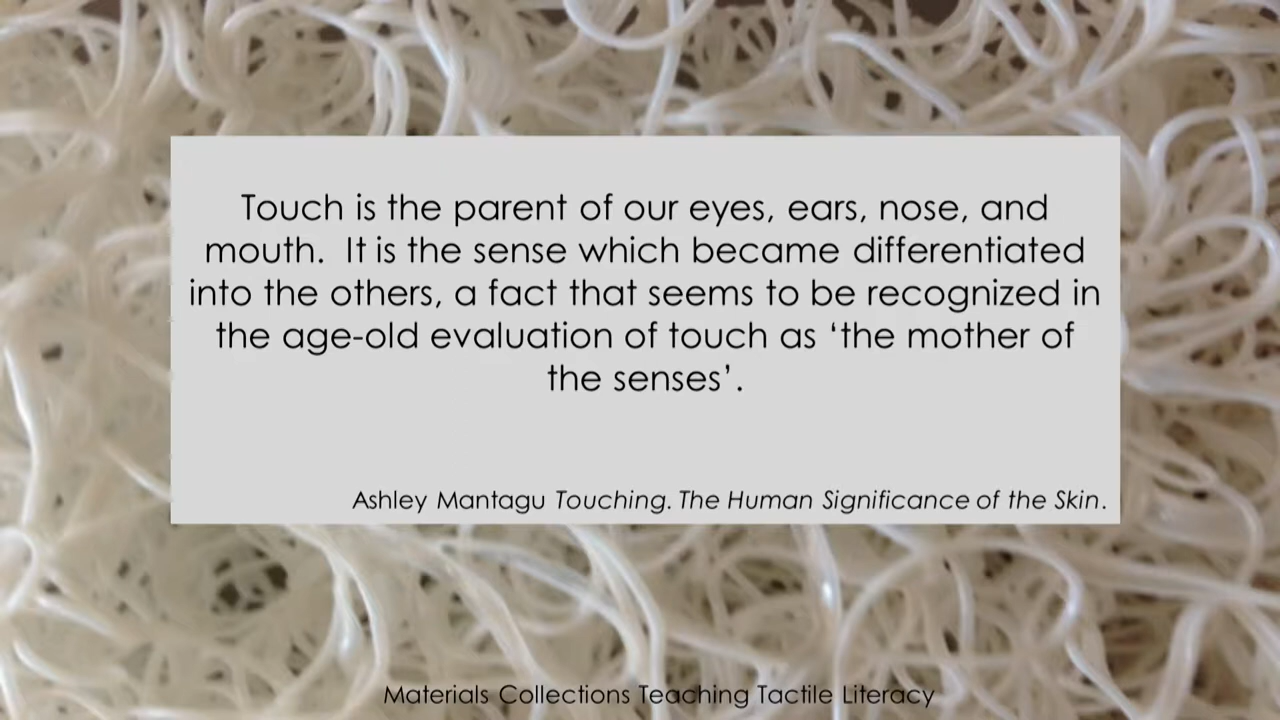 Touch is the parent of our eyes, ears, nose, and
mouth.  It is the sense which became differentiated
into the others, a fact that seems to be recognized in
the age-old evaluation of touch as ‘the mother of
the senses’.
Ashley Mantagu Touching. The Human Significance of the Skin.
Materials Collections Teaching Tactile Literacy